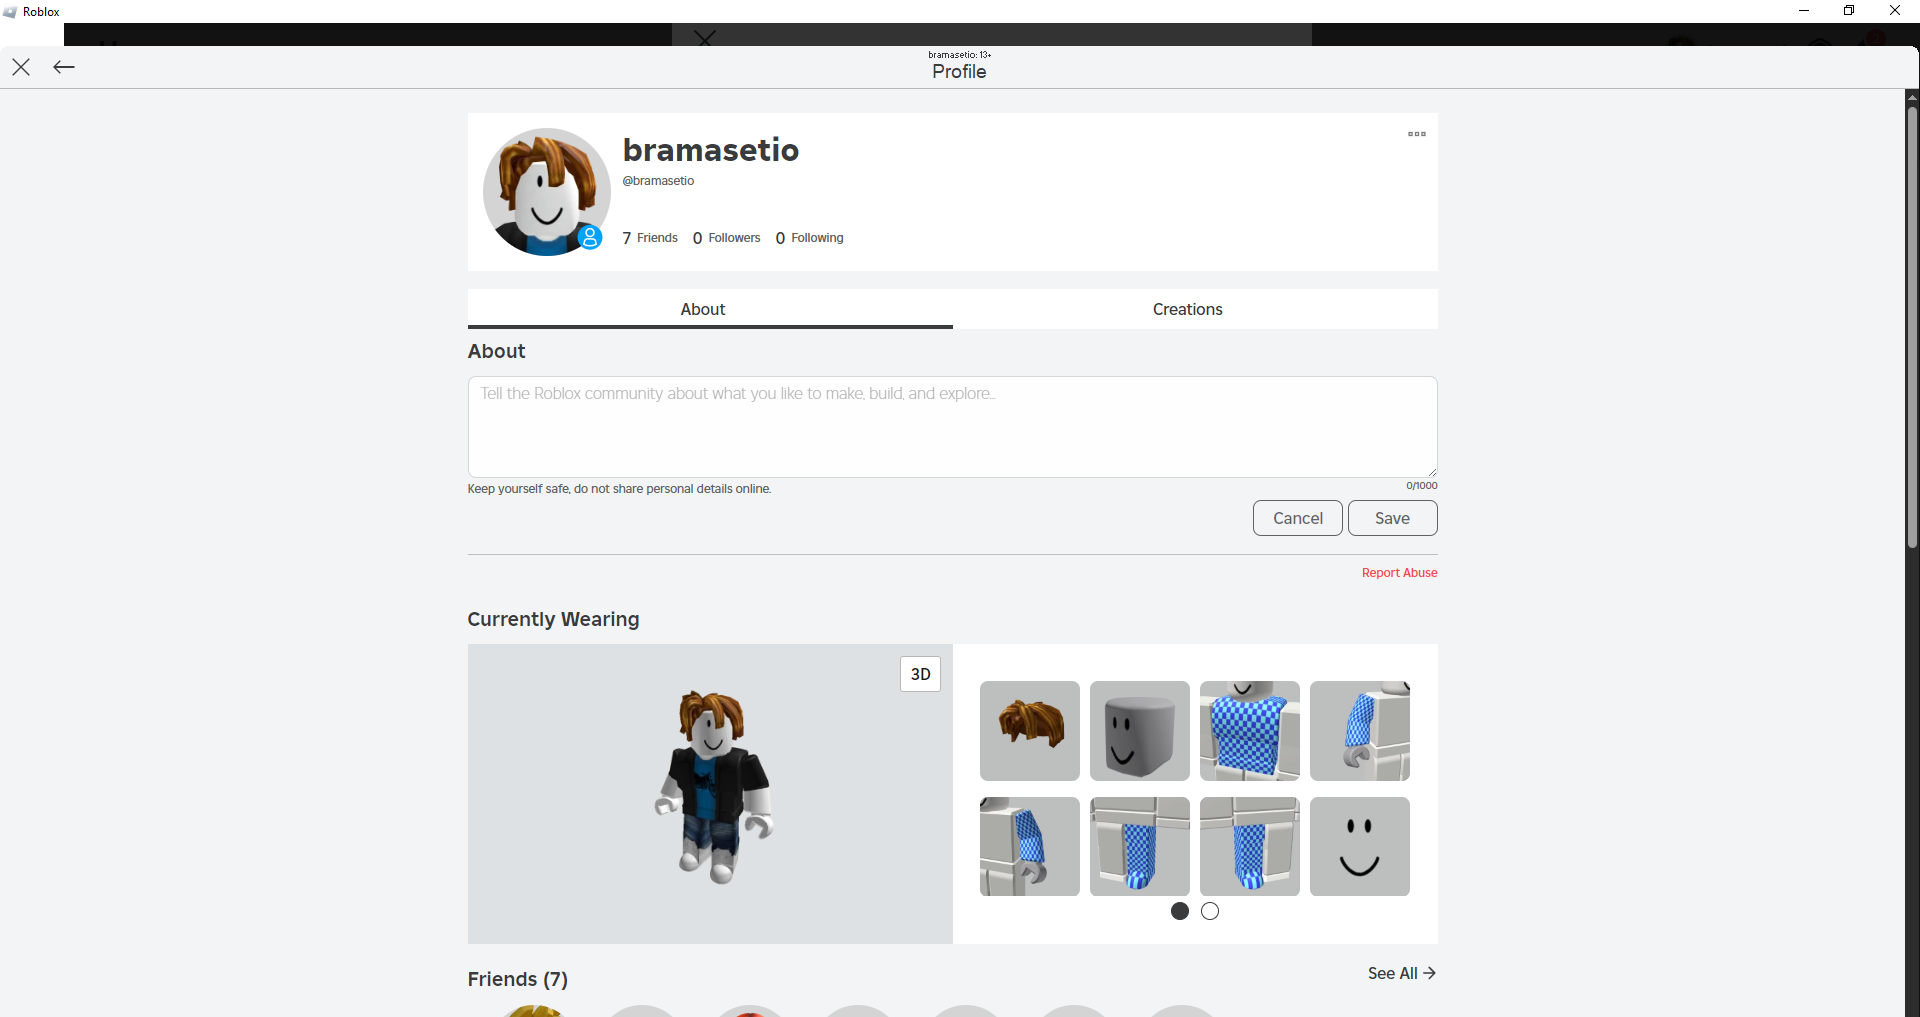 Roblox
bramasetio: 13+
Profile
bramasetio
@bramasetio
7 Friends 0 Followers 0 Following
About
Creations
About
Tell the Roblox community about what you like to make, build, and explore...
Keep yourself safe, do not share personal details online.
0/1000
Cancel
Save
Report Abuse
Currently Wearing
3D
Friends (7)
See All